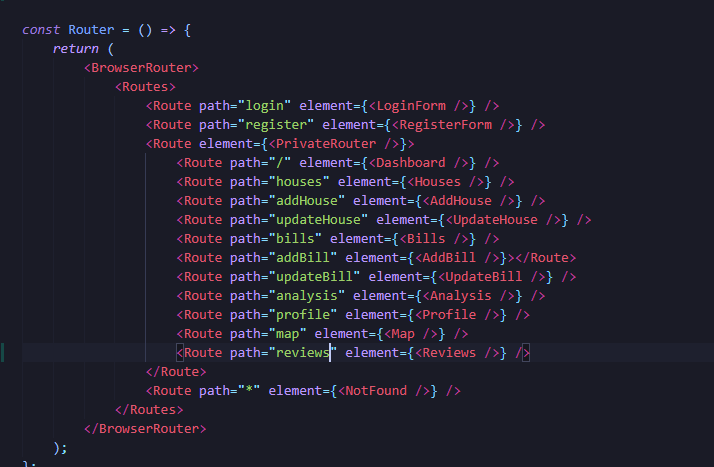 const Router = () => {
return (
<BrowserRouter>
<Routes>
<Route path="login" element={<LoginForm />} />
<Route path="register" element={<RegisterForm />} />
<Route element={<PrivateRouter />}>
<Route path="/" element={<Dashboard />} />
<Route path="houses" element={<Houses />} />
<Route path="addHouse" element={<AddHouse />} />
<Route path="updateHouse" element={<UpdateHouse />} />
<Route path="bills" element={<Bills />} />
<Route path="addBill" element={<AddBill />}></Route>
<Route path="updateBill" element={<UpdateBill />} />
<Route path="analysis" element={<Analysis />} />
<Route path="profile" element={<Profile />} />
<Route path="map" element={<Map />} />
<Route path="reviews" element={<Reviews />} />
</Route>
<Route path="*" element={<NotFound />} />
</Routes>
</BrowserRouter>
);
};